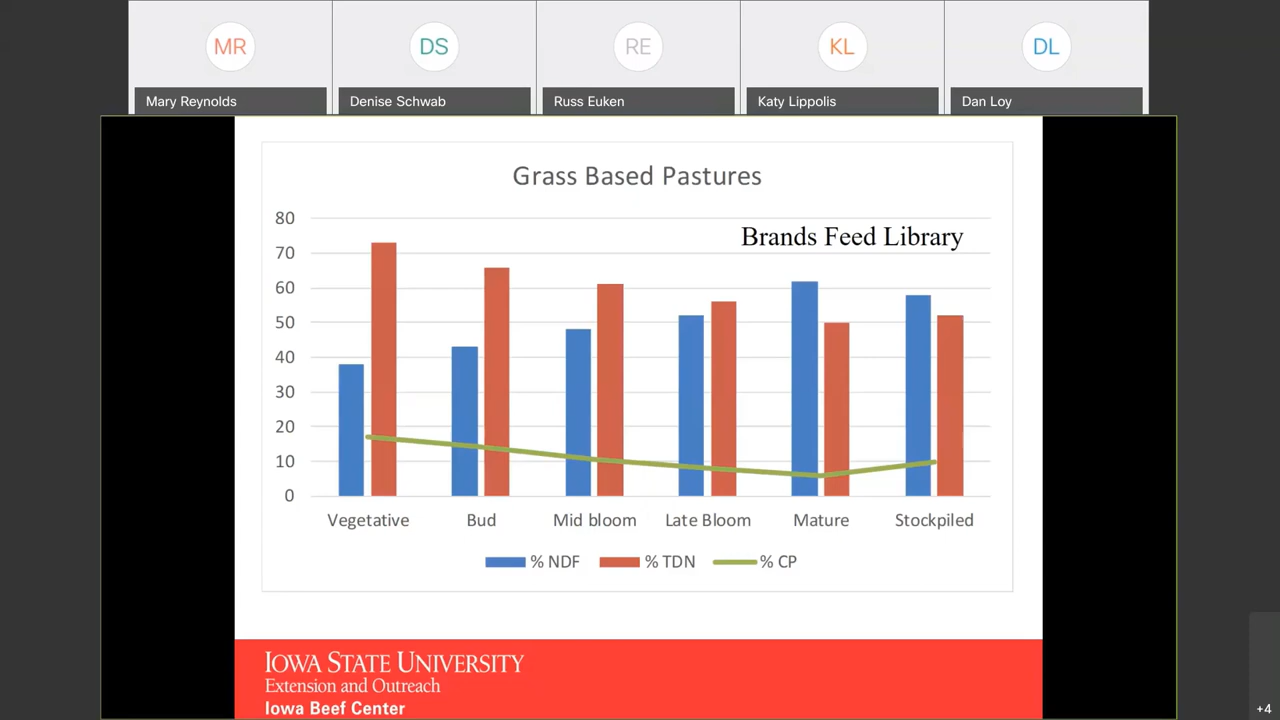 MR
DS
RE
KL
DL
Mary Reynolds
Denise Schwab
Russ Euken
Katy Lippolis
Dan Loy
Grass Based Pastures
Brands Feed Library
80
70
60
50
40
30
20
10
0
Vegetative
Bud
Mid bloom
Late Bloom
Mature
Stockpiled
% NDF
% TDN
% CP
IOWA STATE UNIVERSITY
Extension and Outreach
Iowa Beef Center
+4